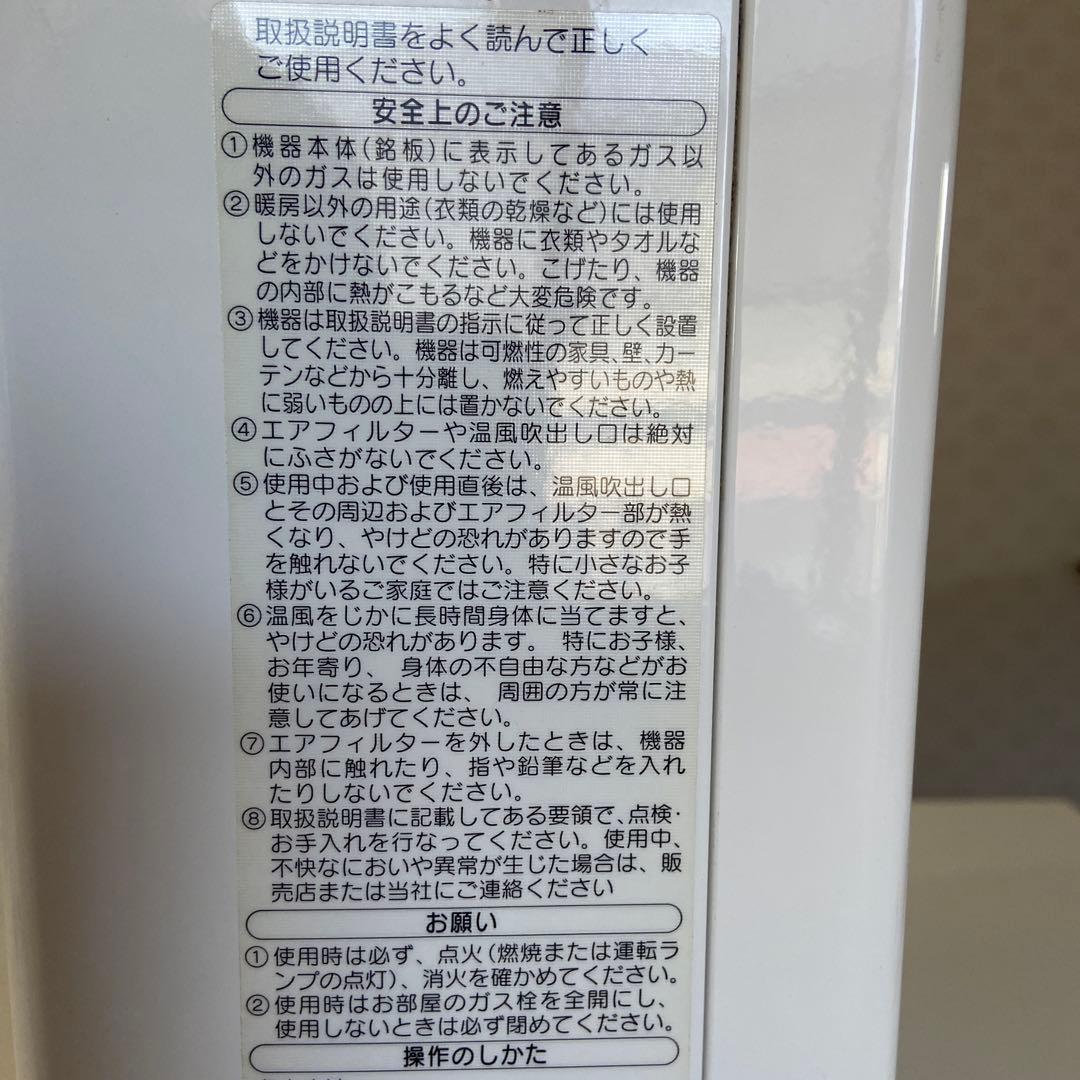 取扱説明書をよく読んで正しく
ご使用ください。
安全上のご注意
①機器本体(銘板)に表示してあるガス以
外のガスは使用しないでください。
②暖房以外の用途(衣類の乾燥など)には使用
しないでください。機器に衣類やタオルな
どをかけないでください。こげたり、機器
の内部に熱がこもるなど大変危険です。
③機器は取扱説明書の指示に従って正しく設置
してください。機器は可燃性の家具、壁、カー
テンなどから十分離し、燃えやすいものや熱
に弱いものの上には置かないでください。
④エアフィルターや温風吹出し口は絶対
にふさがないでください。
⑤使用中および使用直後は、温風吹出し口
とその周辺およびエアフィルター部が熱
くなり、やけどの恐れがありますので手
を触れないでください。特に小さなお子
様がいるご家庭ではご注意ください。
⑥温風をじかに長時間身体に当てますと、
やけどの恐れがあります。 特にお子様、
お年寄り、 身体の不自由な方などがお
使いになるときは、 周囲の方が常に注
意してあげてください。
⑦エアフィルターを外したときは、機器
内部に触れたり、指や鉛筆などを入れ
たりしないでください。
⑧取扱説明書に記載してある要領で、点検・
お手入れを行なってください。使用中、
不快なにおいや異常が生じた場合は、販
売店または当社にご連絡ください
お願い
①使用時は必ず、点火(燃焼または運転ラ
ンプの点灯)、消火を確かめてください。
②使用時はお部屋のガス栓を全開にし、
使用しないときは必ず閉めてください。
操作のしかた